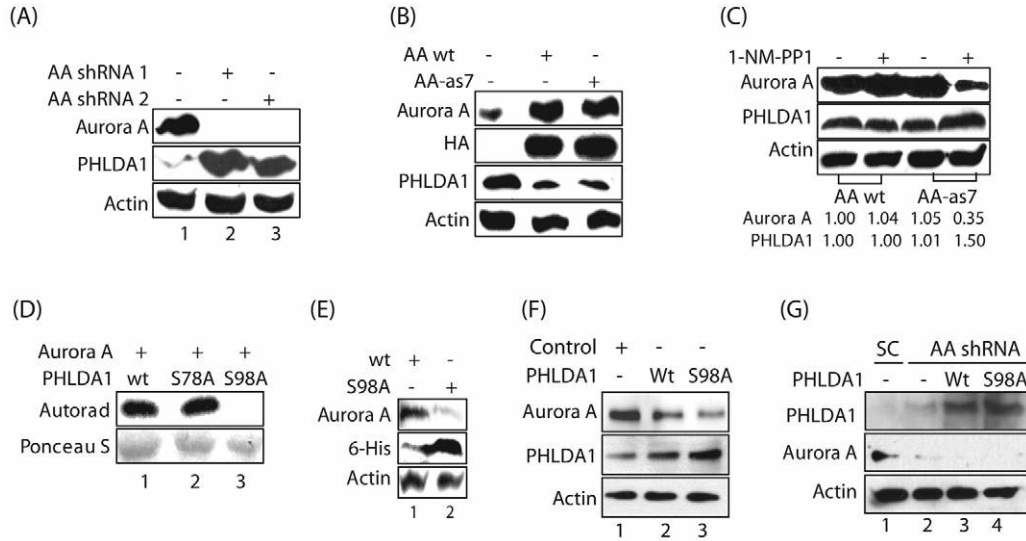 (A)
AA shRNA 1 - + -
AA shRNA 2 - - +
Aurora A
PHLDA1
Actin
1 2 3
(B)
AA wt - + -
AA-as7 - - +
Aurora A
HA
PHLDA1
Actin
(C)
1-NM-PP1 - + - +
Aurora A
PHLDA1
Actin
AA wt AA-as7
Aurora A 1.00 1.04 1.05 0.35
PHLDA1 1.00 1.00 1.01 1.50
(D)
Aurora A + + +
PHLDA1 wt S78A S98A
Autorad
Ponceau S
1 2 3
(E)
wt + -
S98A - +
Aurora A
6-His
Actin
1 2
(F)
Control + - -
PHLDA1 - Wt S98A
Aurora A
PHLDA1
Actin
1 2 3
(G)
SC AA shRNA
PHLDA1 - - Wt S98A
PHLDA1
Aurora A
Actin
1 2 3 4